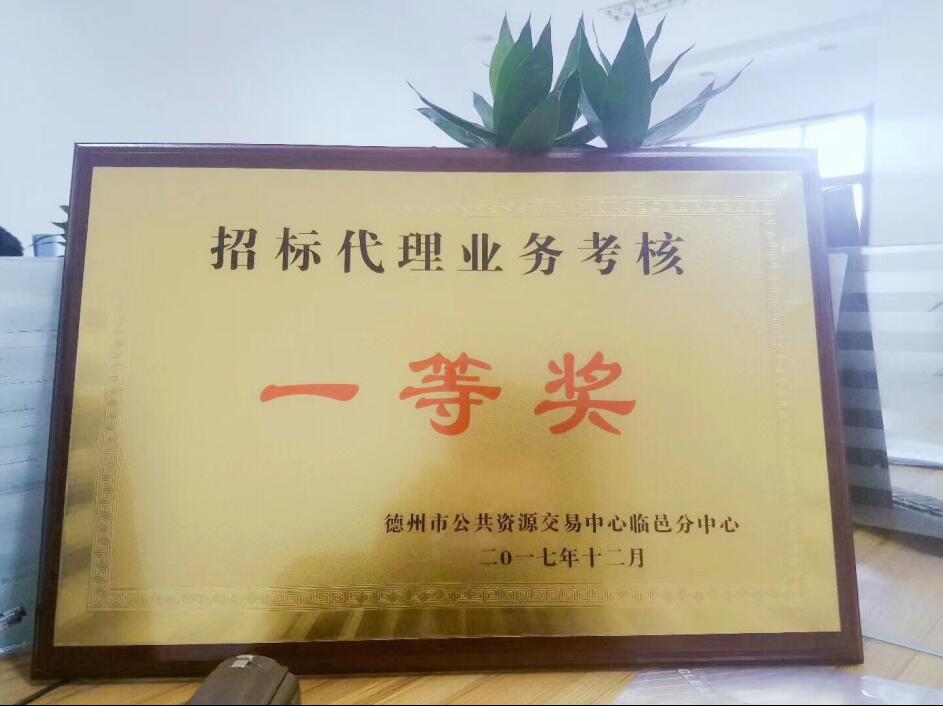 招标代理业务考核
一等奖
德州市公共资源交易中心临邑分中心
二〇一七年十二月